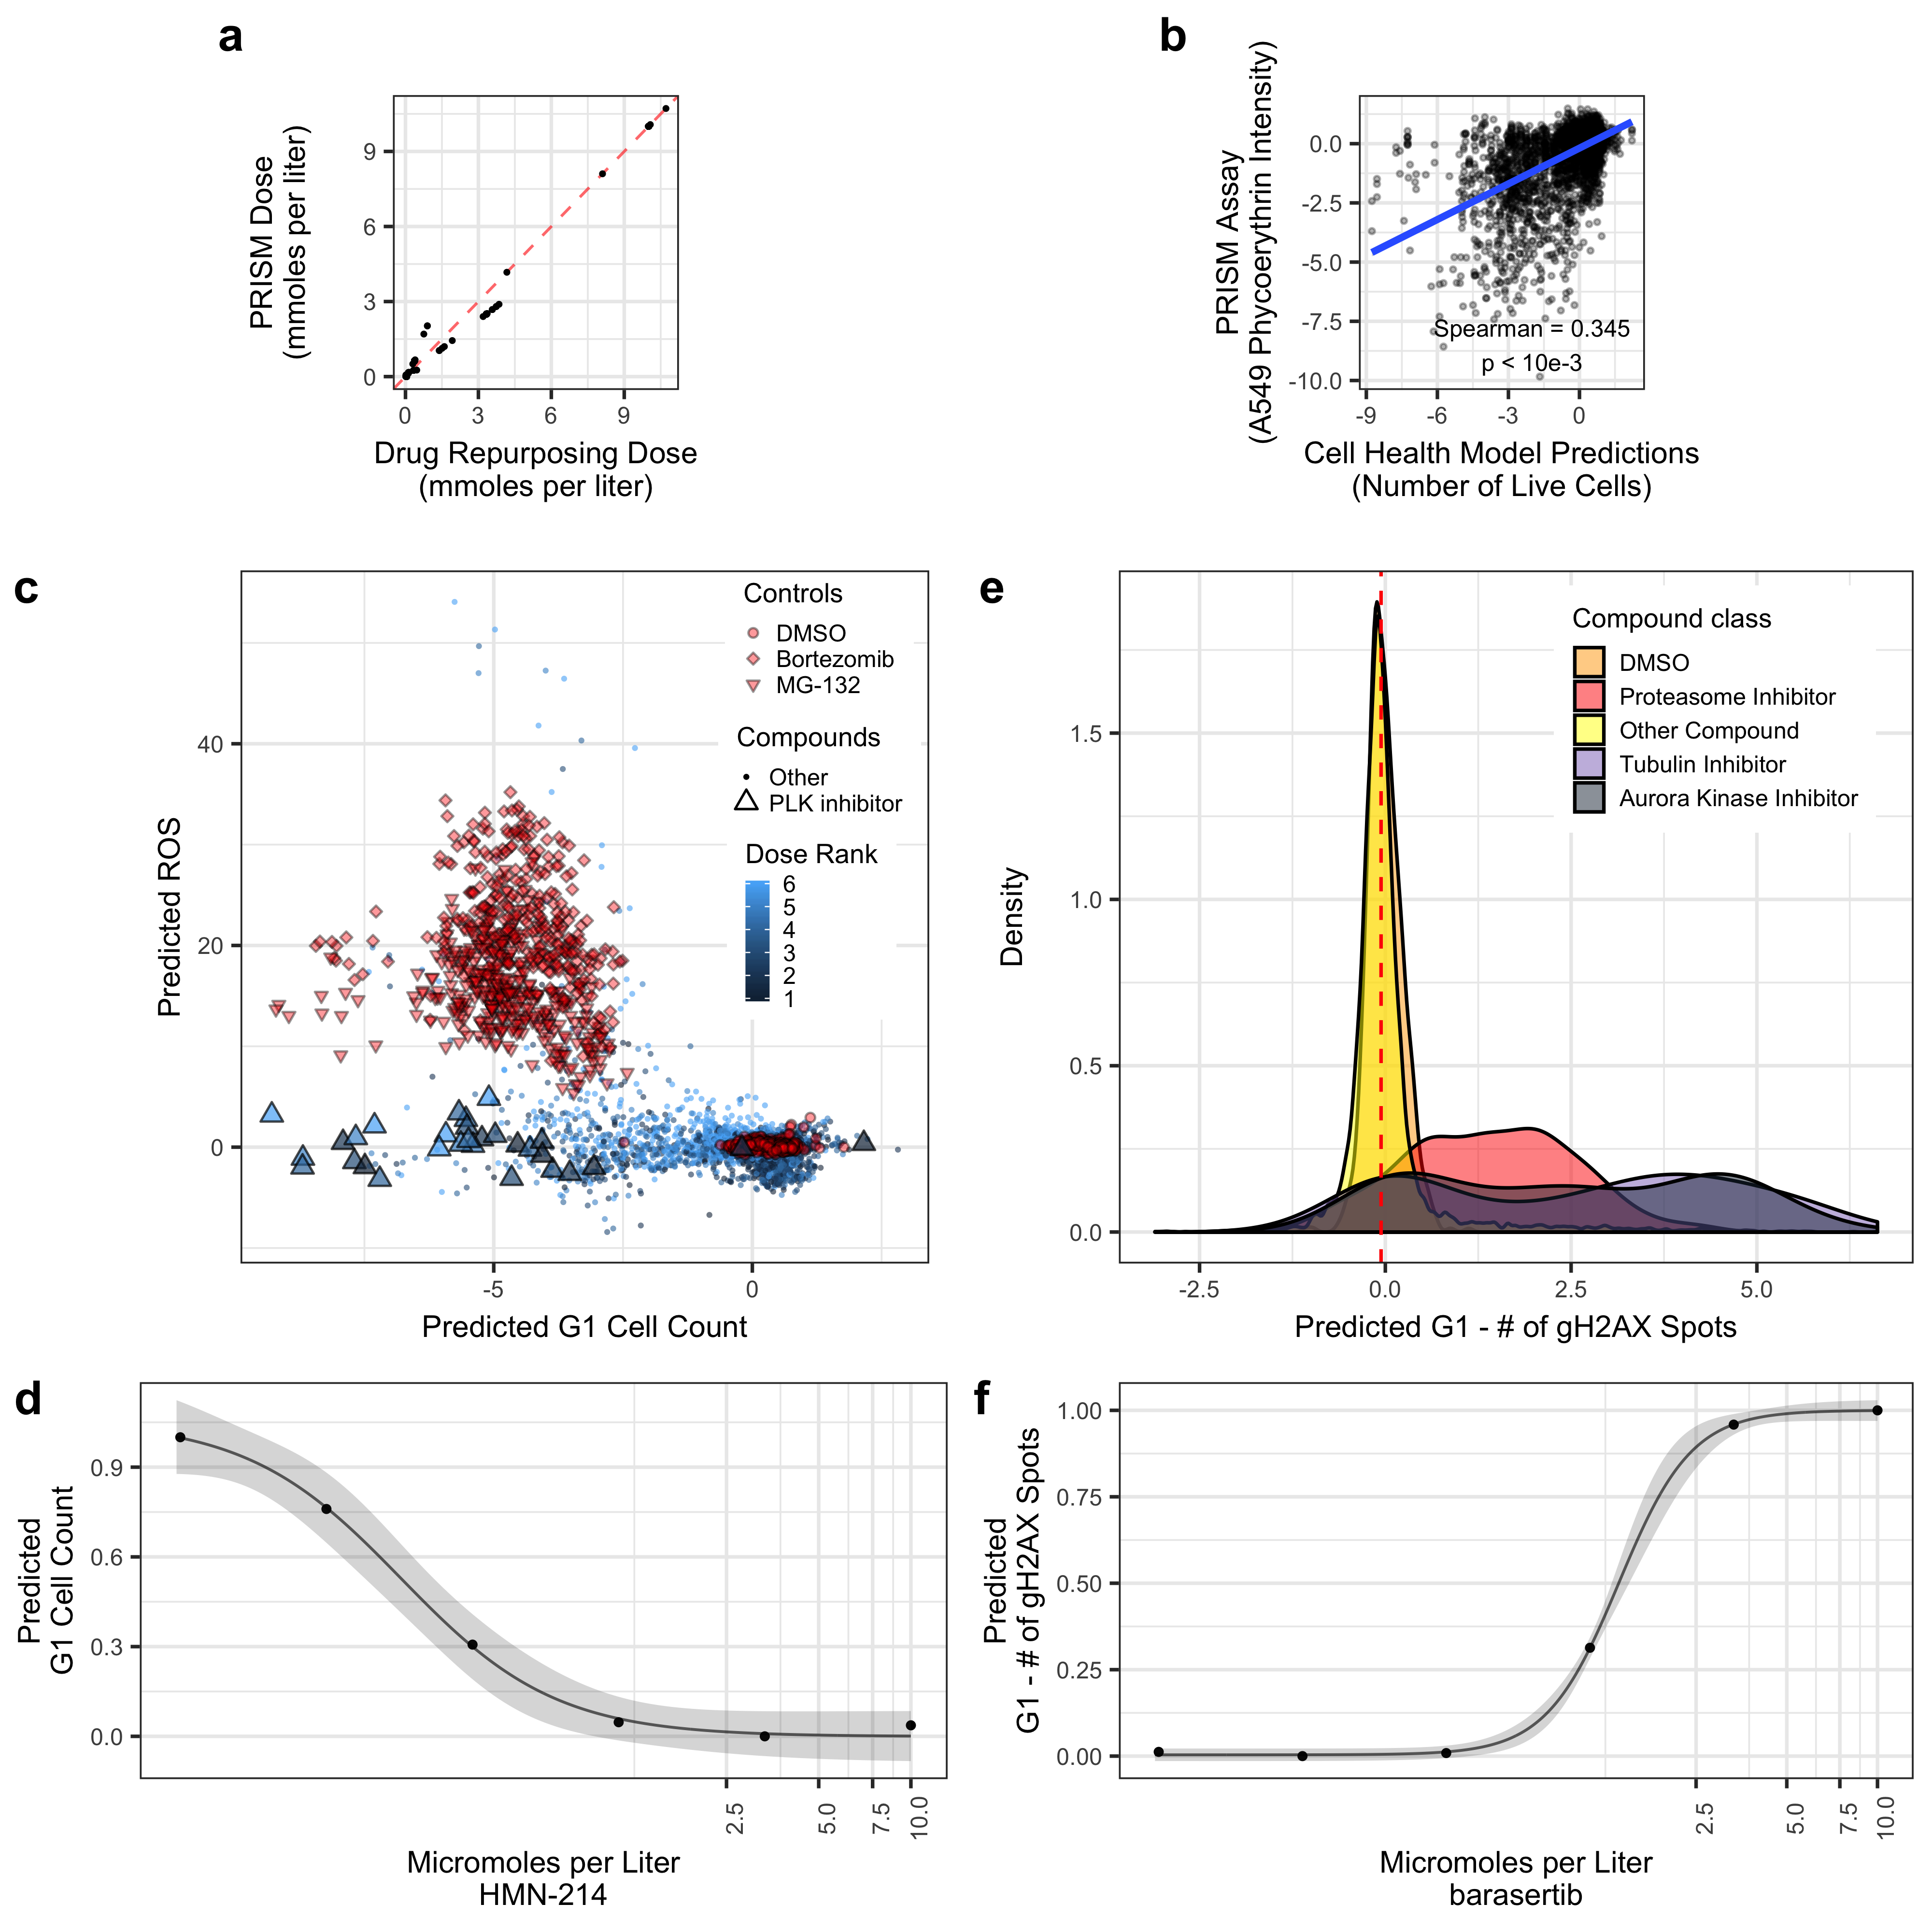 a
PRISM Dose
(mmoles per liter)
9
6
3
0
0 3 6 9
Drug Repurposing Dose
(mmoles per liter)
b
PRISM Assay
(A549 Phycoerythrin Intensity)
0.0
-2.5
-5.0
-7.5
-10.0
Spearman = 0.345
p < 10e-3
-9 -6 -3 0
Cell Health Model Predictions
(Number of Live Cells)
c
Predicted ROS
40
20
0
Controls
DMSO
Bortezomib
MG-132
Compounds
Other
PLK inhibitor
Dose Rank
6
5
4
3
2
1
-5 0
Predicted G1 Cell Count
e
Density
1.5
1.0
0.5
0.0
Compound class
DMSO
Proteasome Inhibitor
Other Compound
Tubulin Inhibitor
Aurora Kinase Inhibitor
-2.5 0.0 2.5 5.0
Predicted G1 - # of gH2AX Spots
d
Predicted
G1 Cell Count
0.9
0.6
0.3
0.0
2.5 5.0 7.5 10.0
Micromoles per Liter
HMN-214
f
Predicted
G1 - # of gH2AX Spots
1.00
0.75
0.50
0.25
0.00
2.5 5.0 7.5 10.0
Micromoles per Liter
barasertib